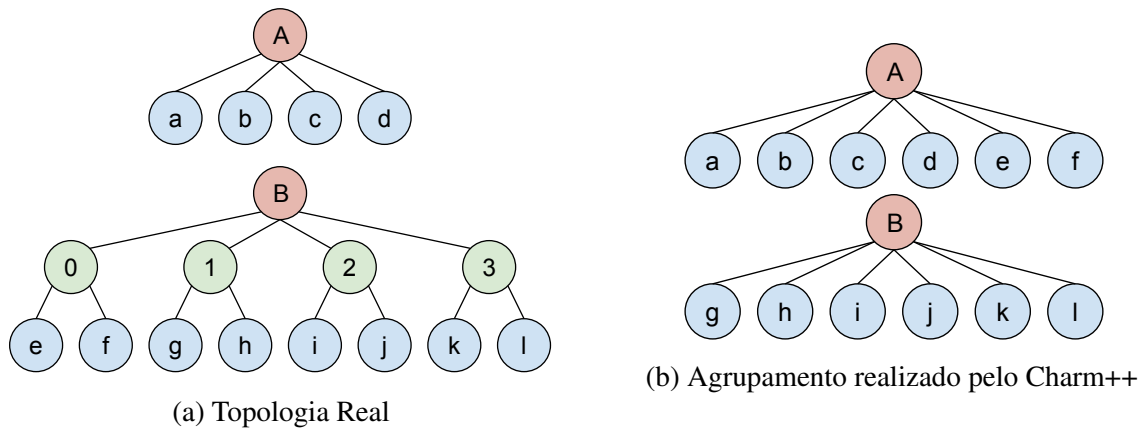 A
a b c d
B
0 1 2 3
e f g h i j k l
(a) Topologia Real
A
a b c d e f
B
g h i j k l
(b) Agrupamento realizado pelo Charm++